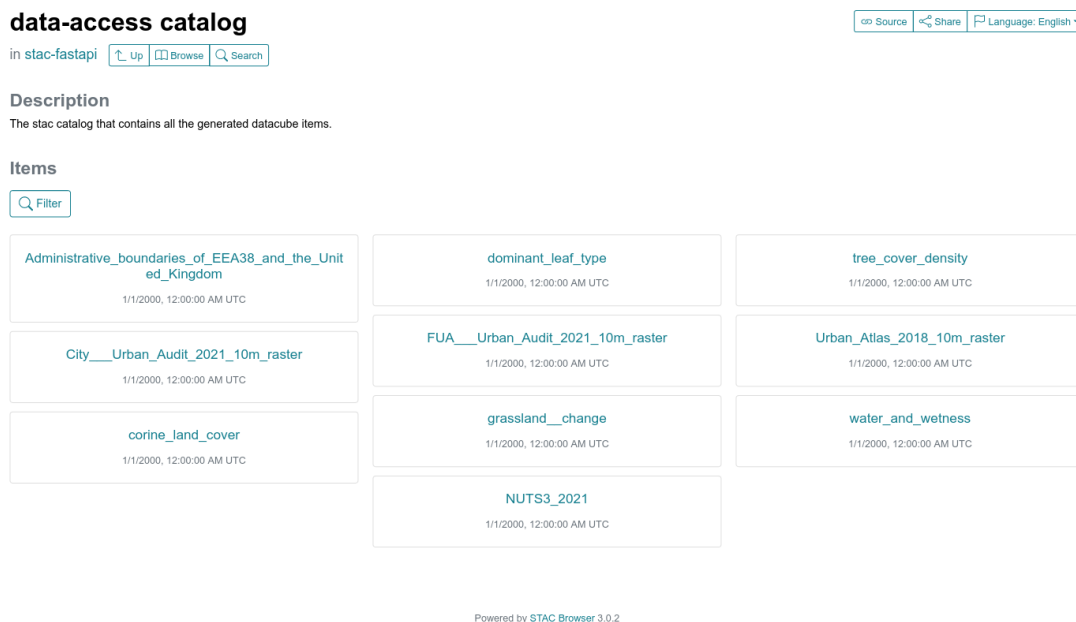 data-access catalog
Source Share Language: English
in stac-fastapi Up Browse Search
Description
The stac catalog that contains all the generated datacube items.
Items
Filter
Administrative_boundaries_of_EEA38_and_the_Unit
ed_Kingdom
1/1/2000, 12:00:00 AM UTC
City___Urban_Audit_2021_10m_raster
1/1/2000, 12:00:00 AM UTC
corine_land_cover
1/1/2000, 12:00:00 AM UTC
dominant_leaf_type
1/1/2000, 12:00:00 AM UTC
FUA___Urban_Audit_2021_10m_raster
1/1/2000, 12:00:00 AM UTC
grassland__change
1/1/2000, 12:00:00 AM UTC
NUTS3_2021
1/1/2000, 12:00:00 AM UTC
tree_cover_density
1/1/2000, 12:00:00 AM UTC
Urban_Atlas_2018_10m_raster
1/1/2000, 12:00:00 AM UTC
water_and_wetness
1/1/2000, 12:00:00 AM UTC
Powered by STAC Browser 3.0.2